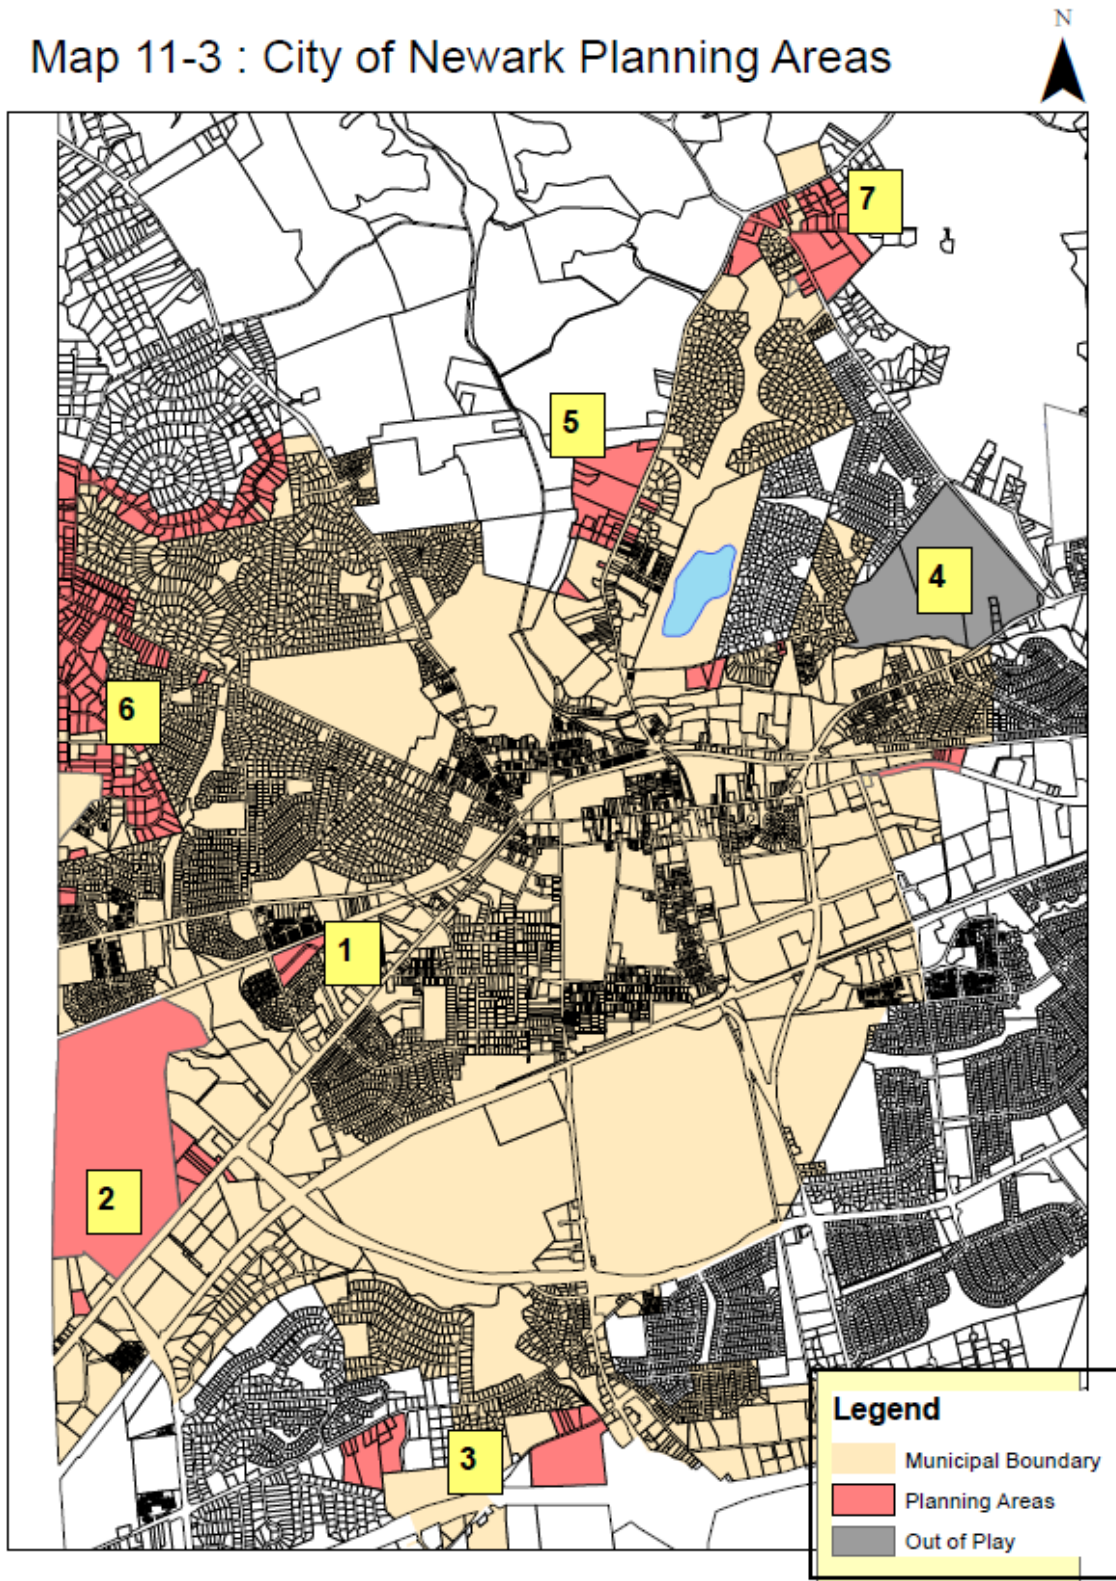 N
Map 11-3 : City of Newark Planning Areas
7
5
4
6
1
2
3
Legend
Municipal Boundary
Planning Areas
Out of Play